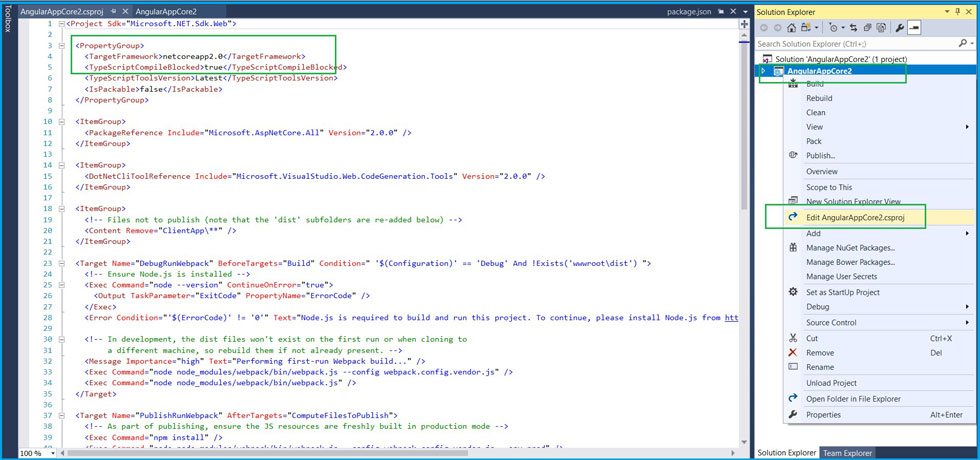 Toolbox
AngularAppCore2.csproj
AngularAppCore2
package.json
1 <Project Sdk="Microsoft.NET.Sdk.Web">
2
3 <PropertyGroup>
4 <TargetFramework>netcoreapp2.0</TargetFramework>
5 <TypeScriptCompileBlocked>true</TypeScriptCompileBlocked>
6 <TypeScriptToolsVersion>Latest</TypeScriptToolsVersion>
7 <IsPackable>false</IsPackable>
8 </PropertyGroup>
9
10 <ItemGroup>
11 <PackageReference Include="Microsoft.AspNetCore.All" Version="2.0.0" />
12 </ItemGroup>
13
14 <ItemGroup>
15 <DotNetCliToolReference Include="Microsoft.VisualStudio.Web.CodeGeneration.Tools" Version="2.0.0" />
16 </ItemGroup>
17
18 <ItemGroup>
19 <!-- Files not to publish (note that the 'dist' subfolders are re-added below) -->
20 <Content Remove="ClientApp\**" />
21 </ItemGroup>
22
23 <Target Name="DebugRunWebpack" BeforeTargets="Build" Condition=" '$(Configuration)' == 'Debug' And !Exists('wwwroot\dist') ">
24 <!-- Ensure Node.js is installed -->
25 <Exec Command="node --version" ContinueOnError="true">
26 <Output TaskParameter="ExitCode" PropertyName="ErrorCode" />
27 </Exec>
28 <Error Condition="'$(ErrorCode)' != '0'" Text="Node.js is required to build and run this project. To continue, please install Node.js from htt
29
30 <!-- In development, the dist files won't exist on the first run or when cloning to
31 a different machine, so rebuild them if not already present. -->
32 <Message Importance="high" Text="Performing first-run Webpack build..." />
33 <Exec Command="node node_modules/webpack/bin/webpack.js --config webpack.config.vendor.js" />
34 <Exec Command="node node_modules/webpack/bin/webpack.js" />
35 </Target>
36
37 <Target Name="PublishRunWebpack" AfterTargets="ComputeFilesToPublish">
38 <!-- As part of publishing, ensure the JS resources are freshly built in production mode -->
39 <Exec Command="npm install" />
100 %
Solution Explorer
Search Solution Explorer (Ctrl+;)
Solution 'AngularAppCore2' (1 project)
AngularAppCore2
Build
Rebuild
Clean
View
Pack
Publish...
Overview
Scope to This
New Solution Explorer View
Edit AngularAppCore2.csproj
Add
Manage NuGet Packages...
Manage Bower Packages...
Manage User Secrets
Set as StartUp Project
Debug
Source Control
Cut Ctrl+X
Remove Del
Rename
Unload Project
Open Folder in File Explorer
Properties Alt+Enter
Solution Explorer Team Explorer